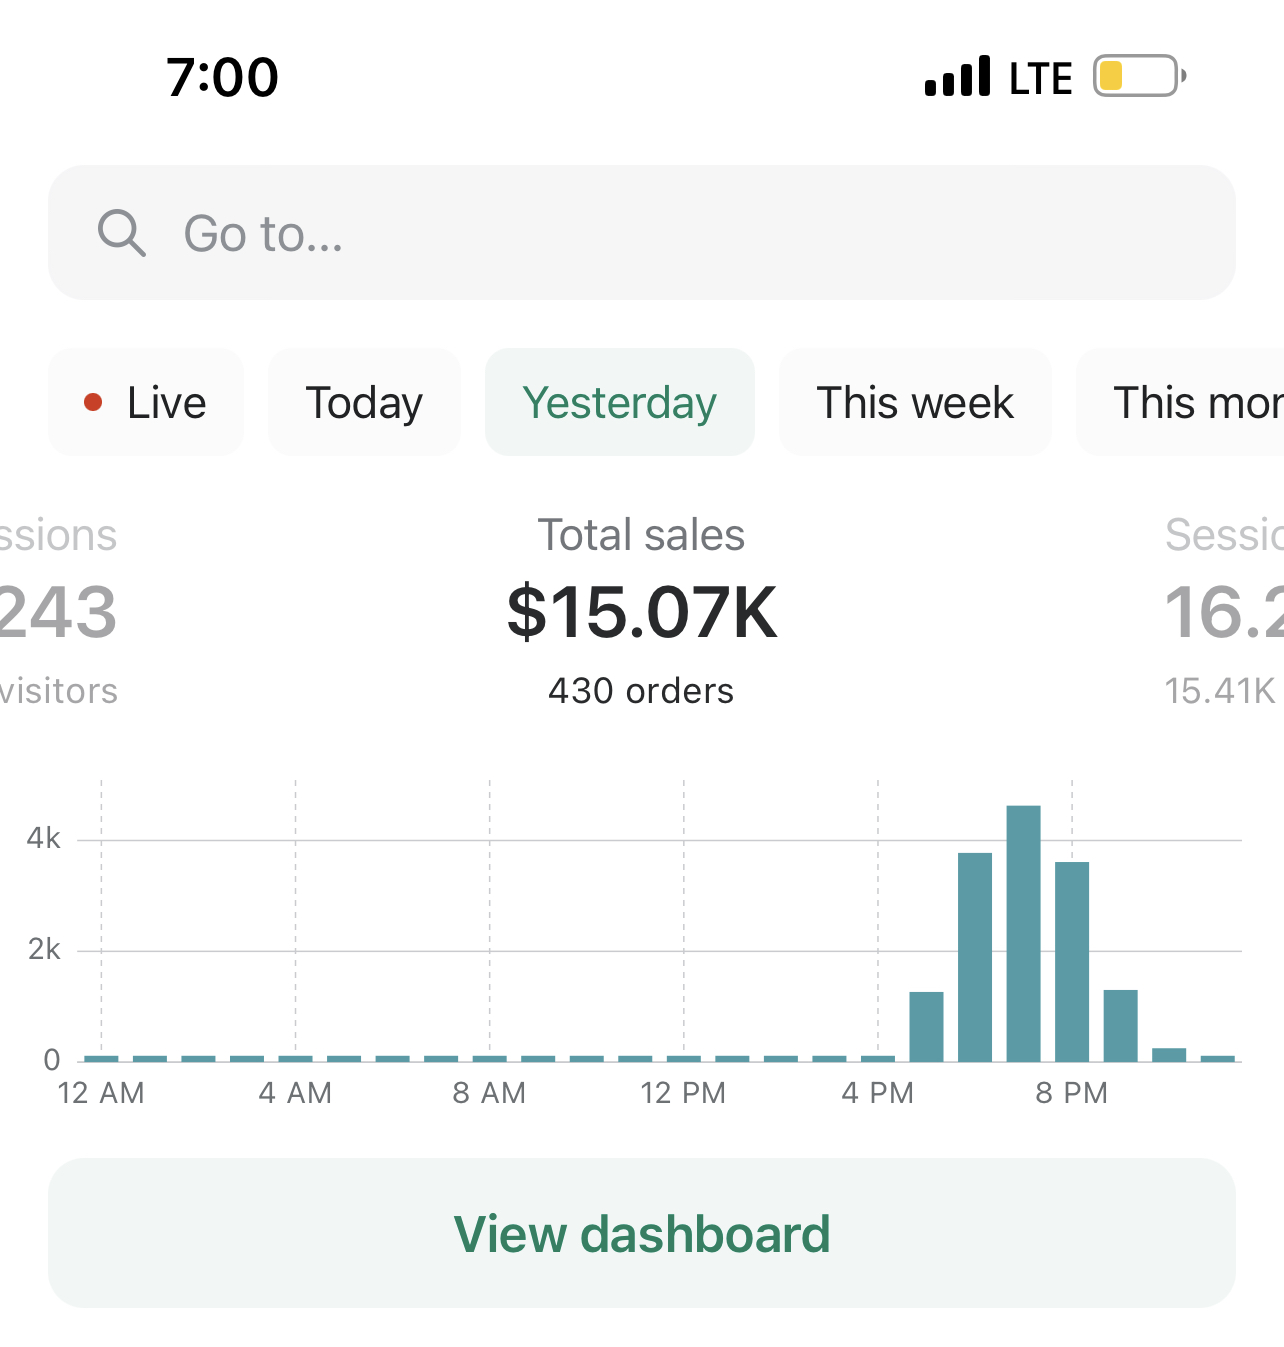 7:00 LTE
Go to...
Live Today Yesterday This week This mor
ssions Total sales Sessio
243 $15.07K 16.2
visitors 430 orders 15.41K
4k
2k
0
12 AM 4 AM 8 AM 12 PM 4 PM 8 PM
View dashboard